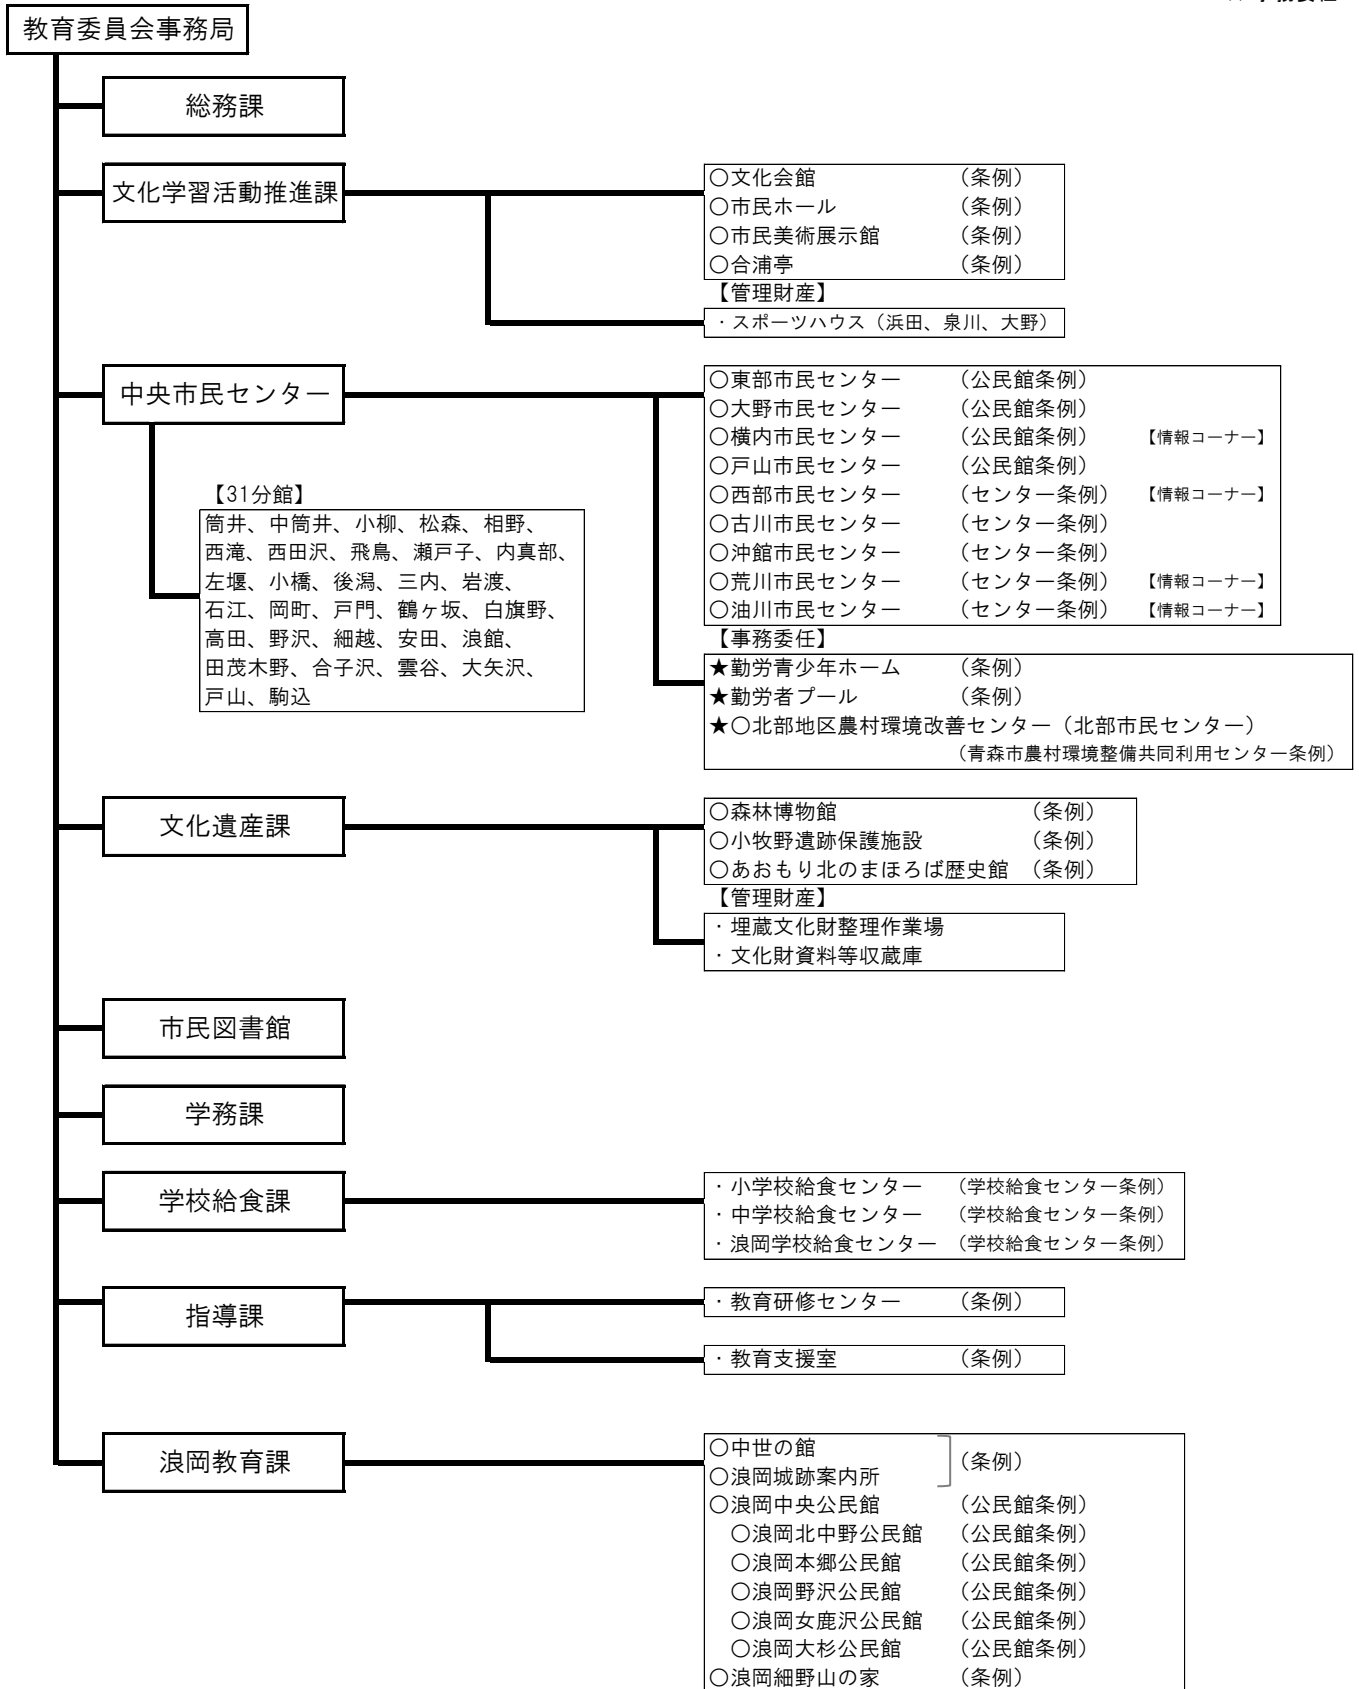 教育委員会事務局
総務課
文化学習活動推進課
○文化会館 （条例）
○市民ホール （条例）
○市民美術展示館 （条例）
○合浦亭 （条例）
【管理財産】
・スポーツハウス（浜田、泉川、大野）
中央市民センター
○東部市民センター （公民館条例）
○大野市民センター （公民館条例）
○横内市民センター （公民館条例） 【情報コーナー】
○戸山市民センター （公民館条例）
○西部市民センター （センター条例） 【情報コーナー】
○古川市民センター （センター条例）
○沖館市民センター （センター条例）
○荒川市民センター （センター条例） 【情報コーナー】
○油川市民センター （センター条例） 【情報コーナー】
【31分館】
筒井、中筒井、小柳、松森、相野、
西滝、西田沢、飛鳥、瀬戸子、内真部、
左堰、小橋、後潟、三内、岩渡、
石江、岡町、戸門、鶴ヶ坂、白旗野、
高田、野沢、細越、安田、浪館、
田茂木野、合子沢、雲谷、大矢沢、
戸山、駒込
【事務委任】
★勤労青少年ホーム （条例）
★勤労者プール （条例）
★○北部地区農村環境改善センター（北部市民センター）
（青森市農村環境整備共同利用センター条例）
文化遺産課
○森林博物館 （条例）
○小牧野遺跡保護施設 （条例）
○あおもり北のまほろば歴史館 （条例）
【管理財産】
・埋蔵文化財整理作業場
・文化財資料等収蔵庫
市民図書館
学務課
学校給食課
・小学校給食センター （学校給食センター条例）
・中学校給食センター （学校給食センター条例）
・浪岡学校給食センター （学校給食センター条例）
指導課
・教育研修センター （条例）
・教育支援室 （条例）
浪岡教育課
○中世の館
○浪岡城跡案内所 （条例）
○浪岡中央公民館 （公民館条例）
○浪岡北中野公民館 （公民館条例）
○浪岡本郷公民館 （公民館条例）
○浪岡野沢公民館 （公民館条例）
○浪岡女鹿沢公民館 （公民館条例）
○浪岡大杉公民館 （公民館条例）
○浪岡細野山の家 （条例）